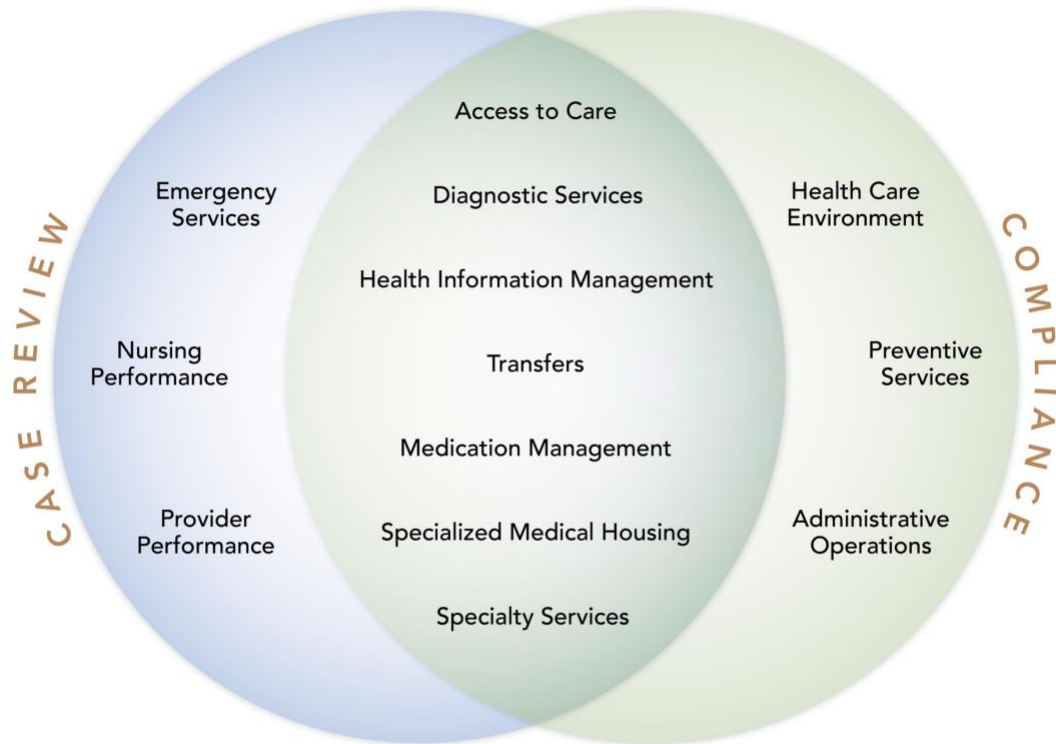 CASE REVIEW
Emergency
Services
Nursing
Performance
Provider
Performance
Access to Care
Diagnostic Services
Health Information Management
Transfers
Medication Management
Specialized Medical Housing
Specialty Services
Health Care
Environment
Preventive
Services
Administrative
Operations
COMPLIANCE